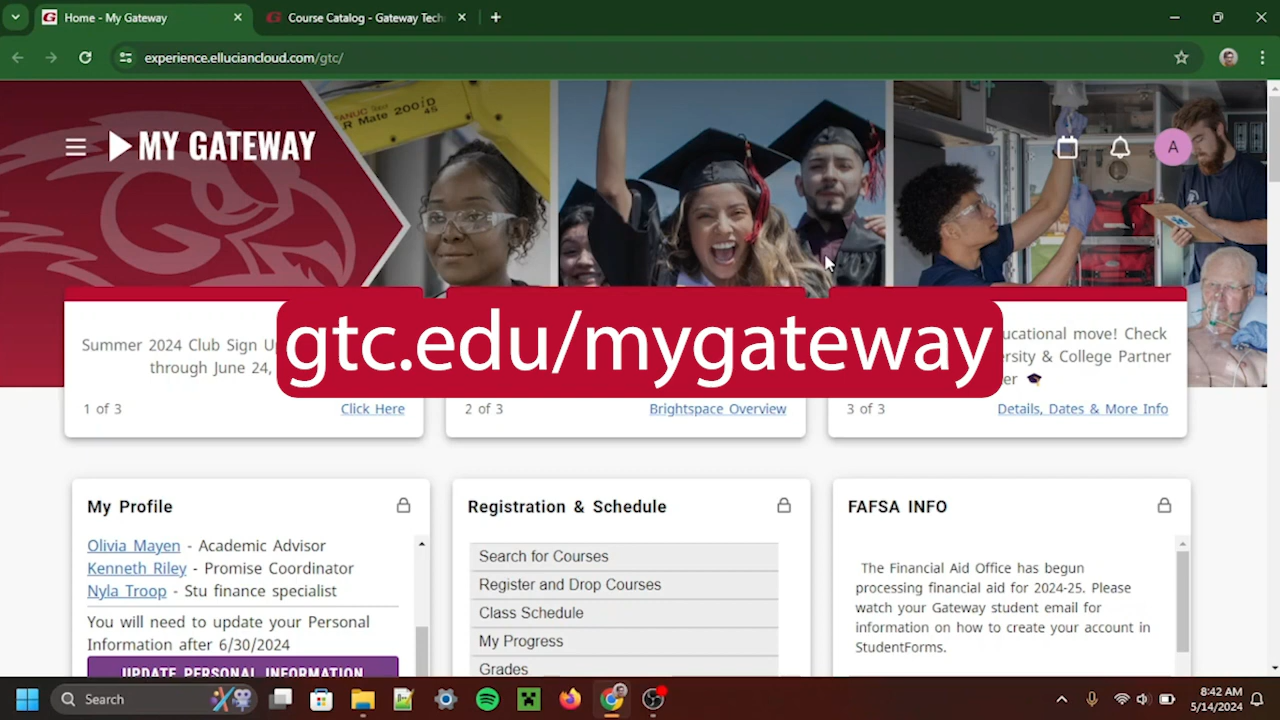 Home - My Gateway
Course Catalog - Gateway Tech
experience.elluciancloud.com/gtc/
FANUC Robot
LR Mate 200iD
4S
MY GATEWAY
A
gtc.edu/mygateway
Summer 2024 Club Sign U
through June 24,
1 of 3
Click Here
2 of 3
Brightspace Overview
ucational move! Check
ersity & College Partner
er
3 of 3
Details, Dates & More Info
My Profile
Olivia Mayen - Academic Advisor
Kenneth Riley - Promise Coordinator
Nyla Troop - Stu finance specialist
You will need to update your Personal
Information after 6/30/2024
UPDATE PERSONAL INFORMATION
Registration & Schedule
Search for Courses
Register and Drop Courses
Class Schedule
My Progress
Grades
FAFSA INFO
The Financial Aid Office has begun
processing financial aid for 2024-25. Please
watch your Gateway student email for
information on how to create your account in
StudentForms.
Search
8:42 AM
5/14/2024